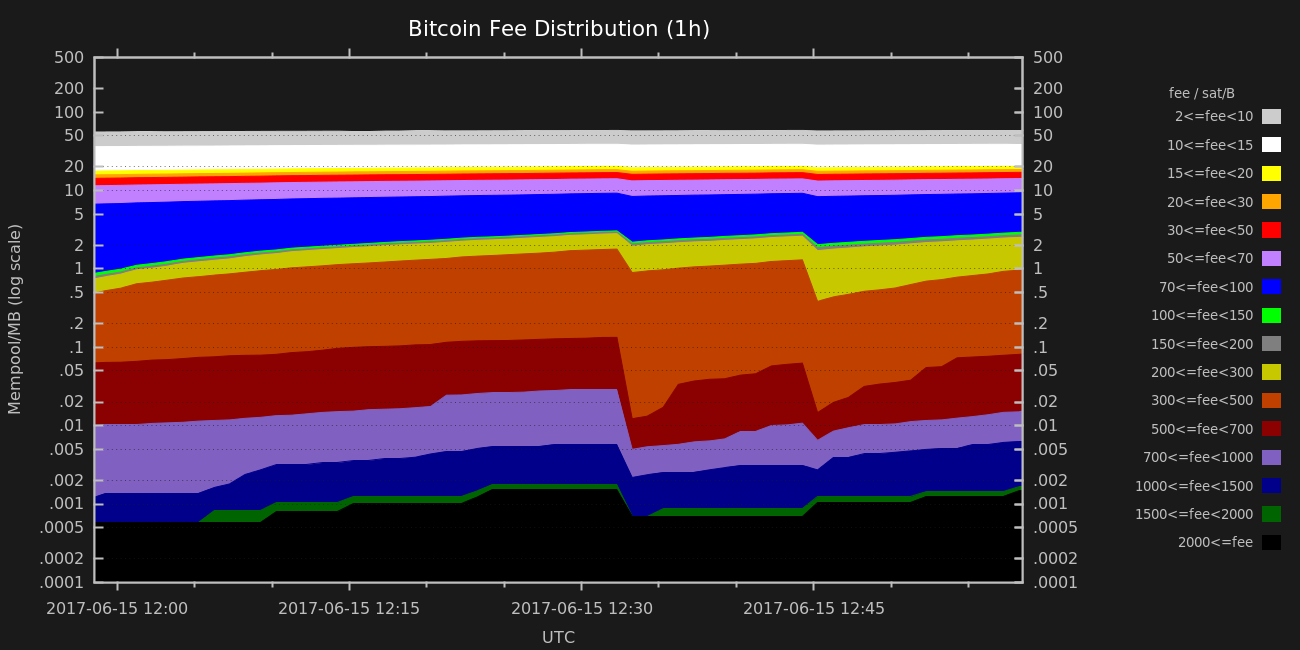 Bitcoin Fee Distribution (1h)
500
200
100
50
20
10
5
2
1
.5
.2
.1
.05
.02
.01
.005
.002
.001
.0005
.0002
.0001
Mempool/MB (log scale)
500
200
100
50
20
10
5
2
1
.5
.2
.1
.05
.02
.01
.005
.002
.001
.0005
.0002
.0001
2017-06-15 12:00 2017-06-15 12:15 2017-06-15 12:30 2017-06-15 12:45
UTC
fee / sat/B
2<=fee<10
10<=fee<15
15<=fee<20
20<=fee<30
30<=fee<50
50<=fee<70
70<=fee<100
100<=fee<150
150<=fee<200
200<=fee<300
300<=fee<500
500<=fee<700
700<=fee<1000
1000<=fee<1500
1500<=fee<2000
2000<=fee